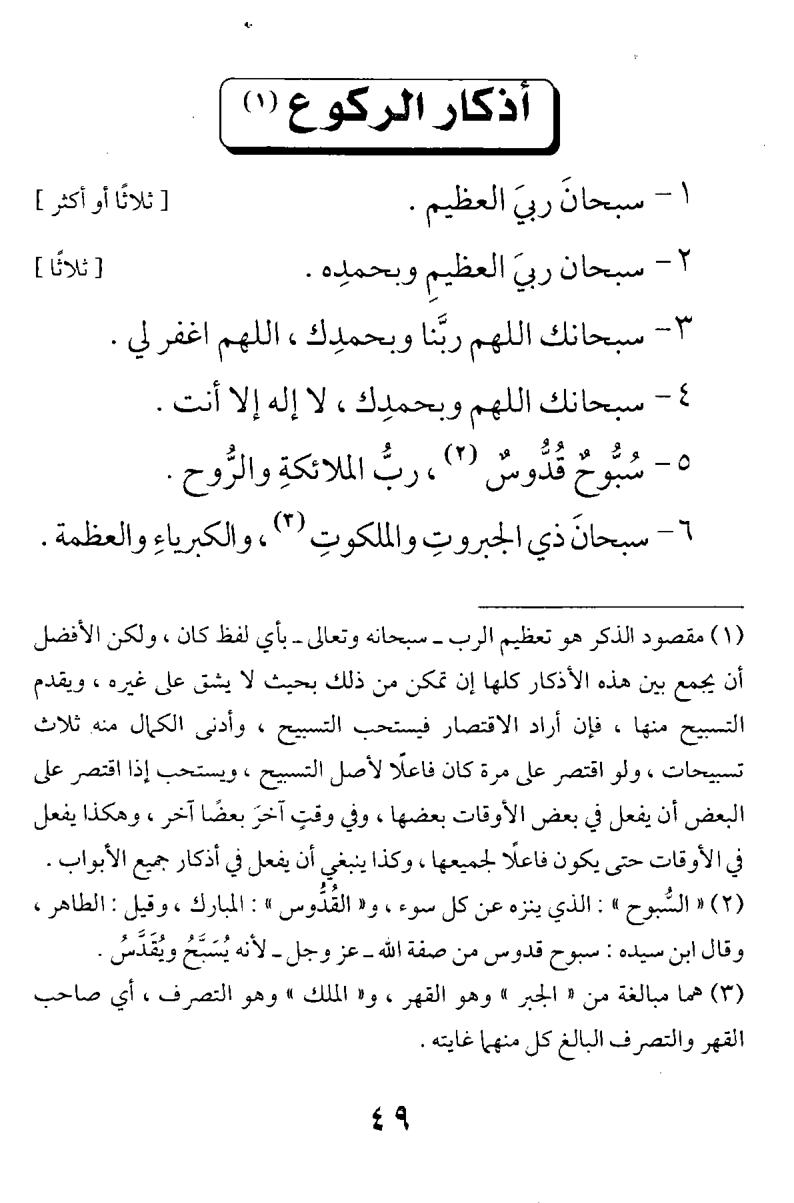 أذكار الركوع (١)
١ – سبحانَ ربيَ العظيم . [ ثلاثًا أو أكثر ]
٢ – سبحان ربيَ العظيمِ وبحمدِه . [ ثلاثًا ]
٣ – سبحانك اللهم ربَّنا وبحمدِك ، اللهم اغفر لي .
٤ – سبحانك اللهم وبحمدِك ، لا إله إلا أنت .
٥ – سُبُّوحٌ قُدُّوسٌ (٢) ، ربُّ الملائكةِ والرُّوح .
٦ – سبحانَ ذي الجبروتِ والملكوتِ (٣) ، والكبرياءِ والعظمة .
(١) مقصود الذكر هو تعظيم الرب ـ سبحانه وتعالى ـ بأي لفظ كان ، ولكن الأفضل
أن يجمع بين هذه الأذكار كلها إن تمكن من ذلك بحيث لا يشق على غيره ، ويقدم
التسبيح منها ، فإن أراد الاقتصار فيستحب التسبيح ، وأدنى الكمال منه ثلاث
تسبيحات ، ولو اقتصر على مرة كان فاعلًا لأصل التسبيح ، ويستحب إذا اقتصر على
البعض أن يفعل في بعض الأوقات بعضها ، وفي وقتٍ آخرَ بعضًا آخر ، وهكذا يفعل
في الأوقات حتى يكون فاعلًا لجميعها ، وكذا ينبغي أن يفعل في أذكار جميع الأبواب .
(٢) « السُّبوح » : الذي ينزه عن كل سوء ، و« القُدُّوس » : المبارك ، وقيل : الطاهر ،
وقال ابن سيده : سبوح قدوس من صفة الله ـ عز وجل ـ لأنه يُسَبَّحُ ويُقَدَّسُ .
(٣) هما مبالغة من « الجبر » وهو القهر ، و« الملك » وهو التصرف ، أي صاحب
القهر والتصرف البالغ كل منهما غايته .
٤٩